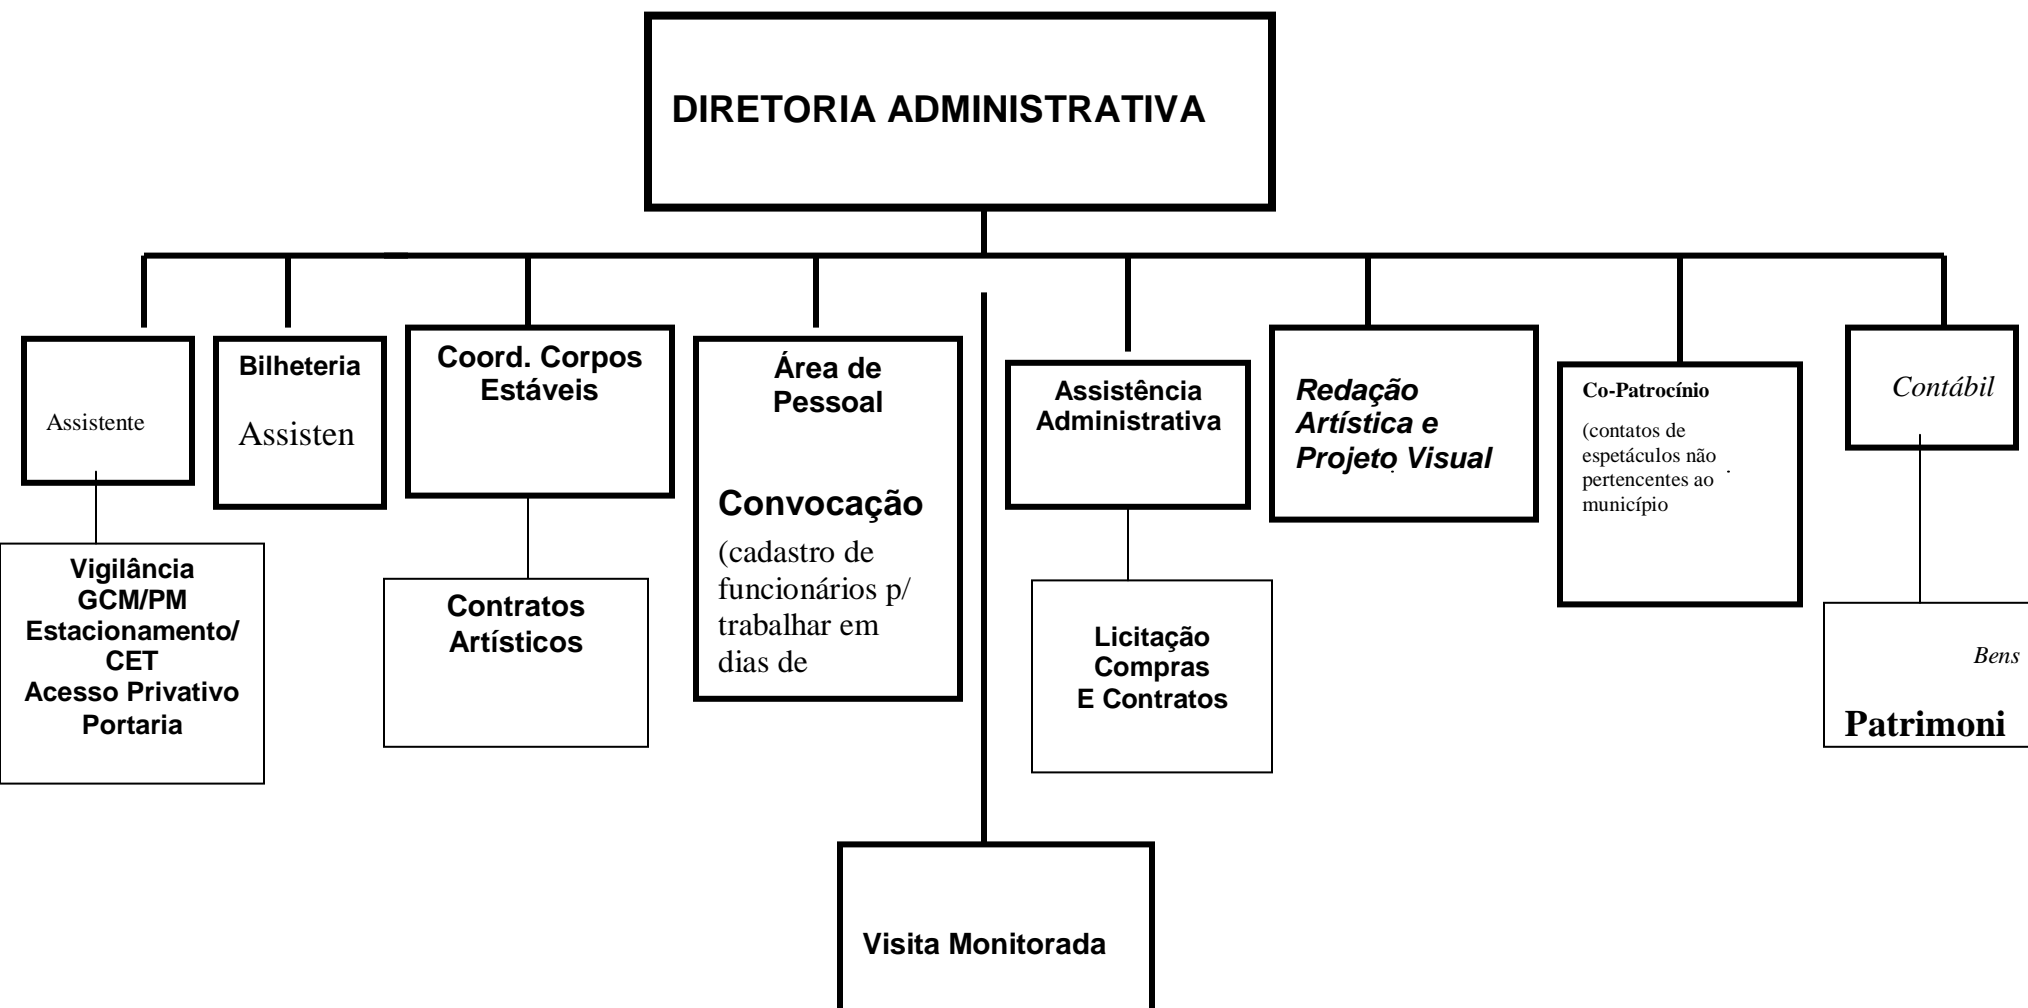 DIRETORIA ADMINISTRATIVA
Assistente
Vigilância
GCM/PM
Estacionamento/
CET
Acesso Privativo
Portaria
Bilheteria
Assisten
Coord. Corpos
Estáveis
Contratos
Artísticos
Área de
Pessoal
Convocação
(cadastro de
funcionários p/
trabalhar em
dias de
Assistência
Administrativa
Licitação
Compras
E Contratos
Redação
Artística e
Projeto Visual
Co-Patrocínio
(contatos de
espetáculos não
pertencentes ao
município
Contábil
Bens
Patrimoni
Visita Monitorada